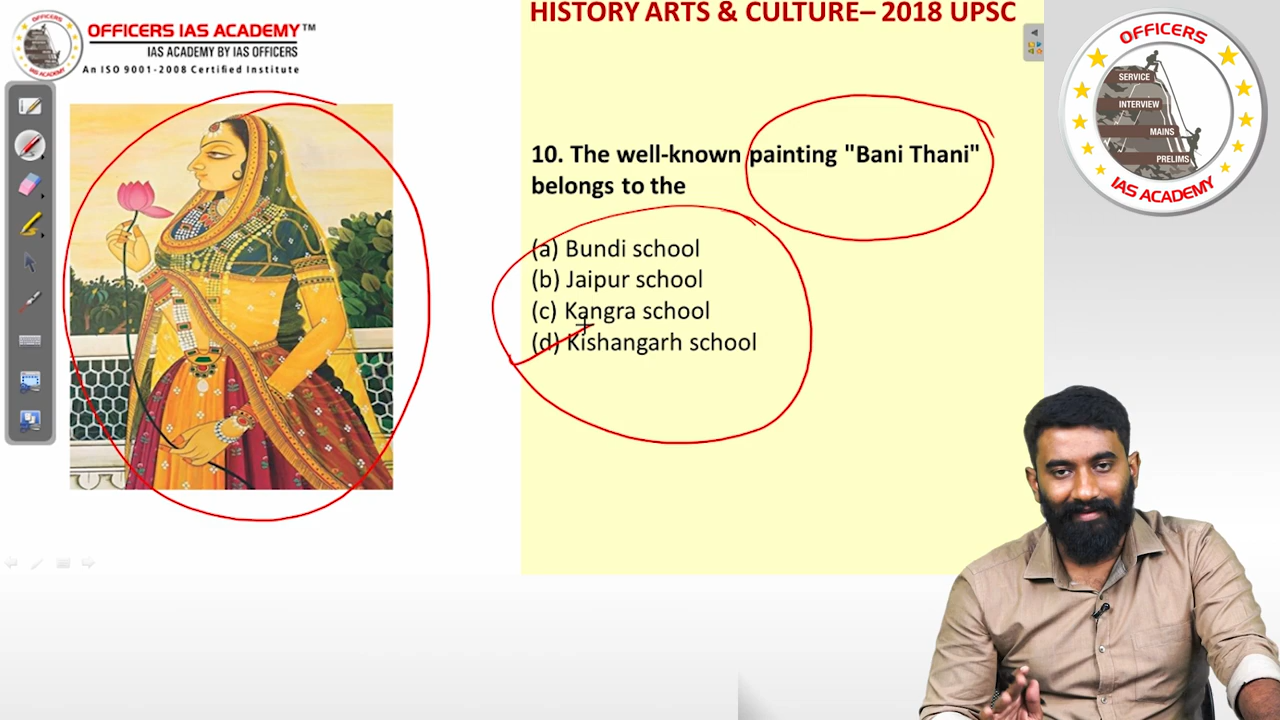 OFFICERS IAS ACADEMY™
IAS ACADEMY BY IAS OFFICERS
An ISO 9001-2008 Certified Institute
HISTORY ARTS & CULTURE– 2018 UPSC
10. The well-known painting "Bani Thani"
belongs to the
(a) Bundi school
(b) Jaipur school
(c) Kangra school
(d) Kishangarh school
OFFICERS
SERVICE
INTERVIEW
MAINS
PRELIMS
IAS ACADEMY